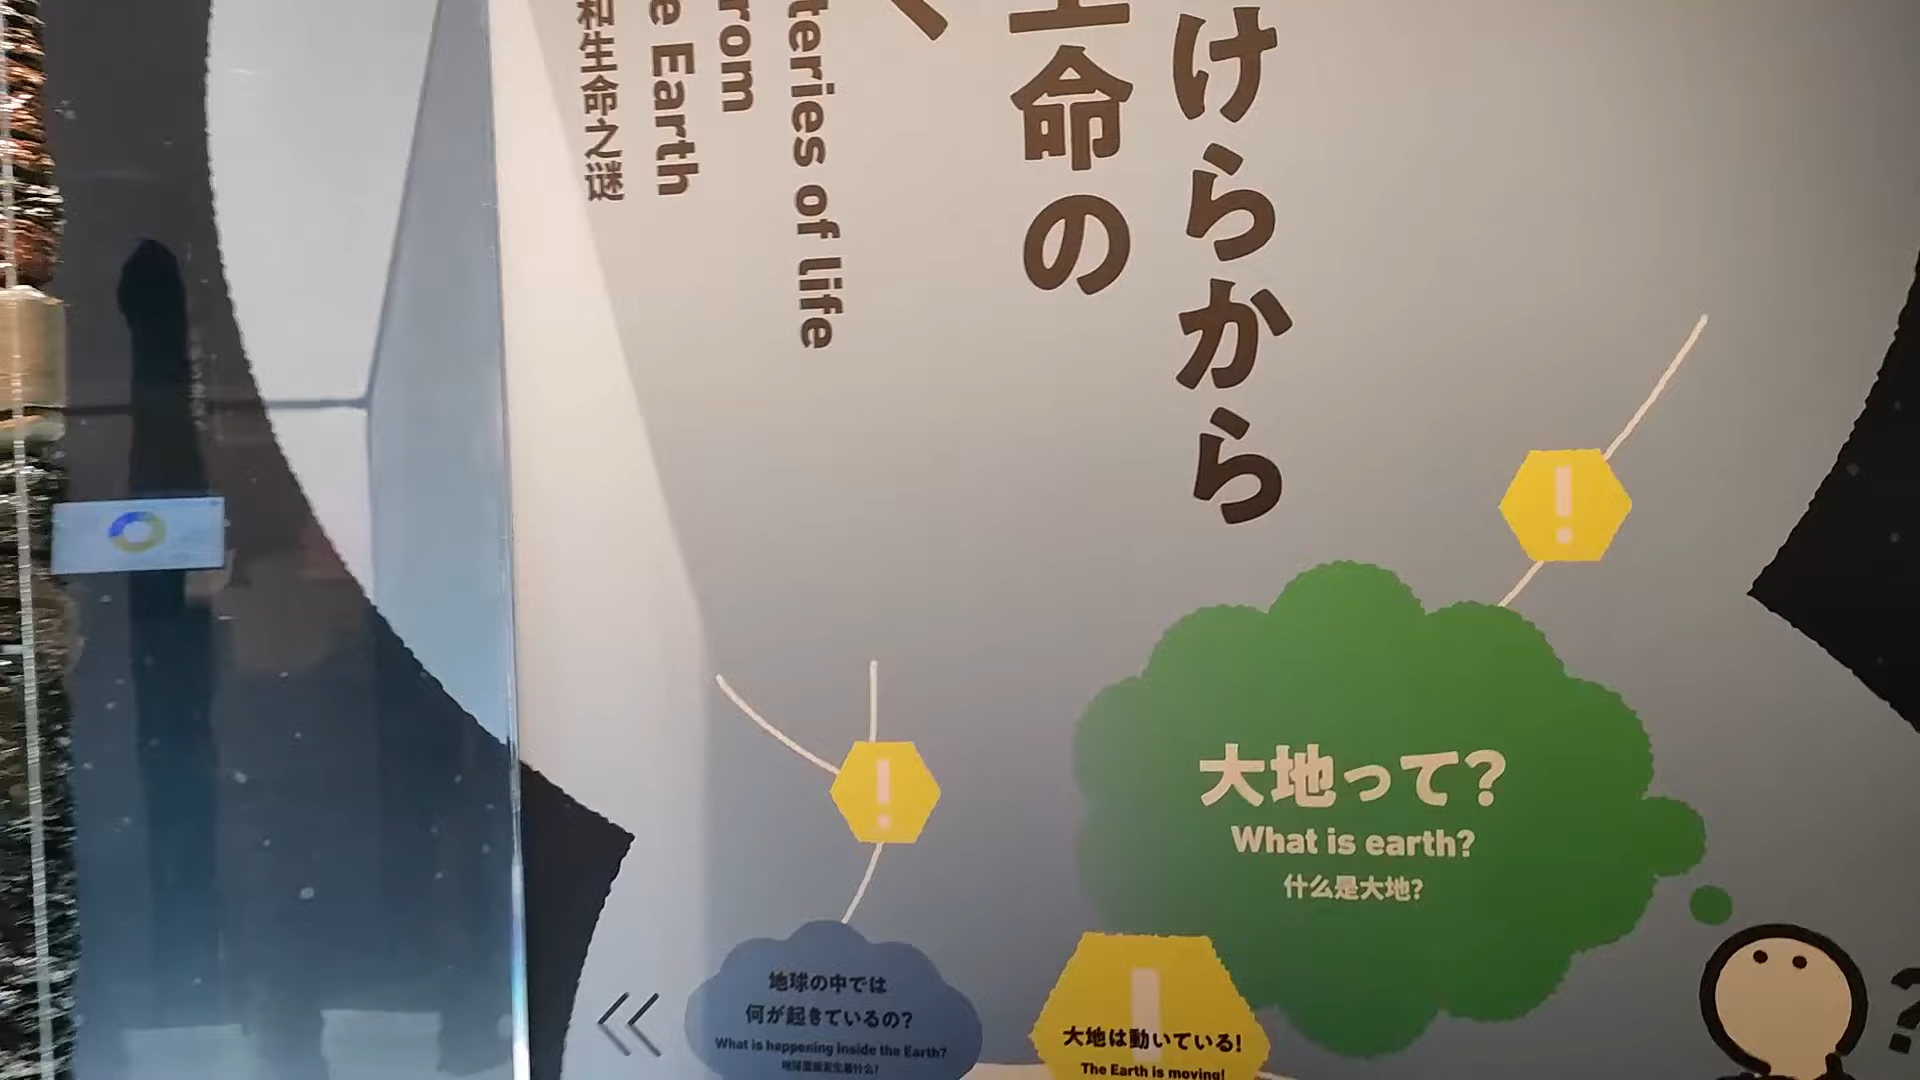 けらから
生命の
teries of life
rom
e Earth
和生命之谜
大地って?
What is earth?
什么是大地?
地球の中では
何が起きているの?
What is happening inside the Earth?
大地は動いている!
The Earth is moving!